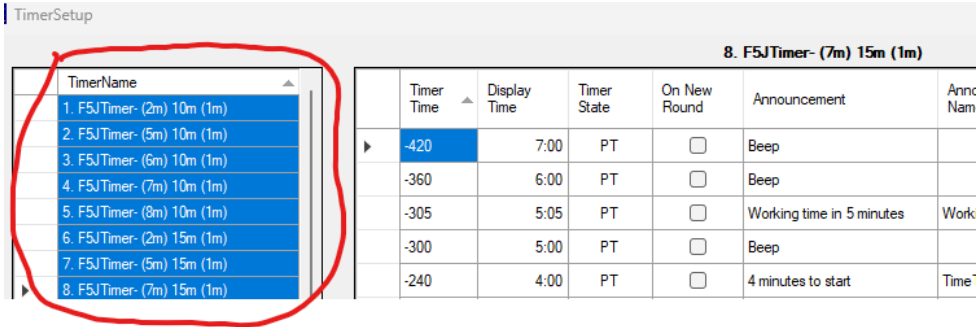 TimerSetup
8. F5JTimer- (7m) 15m (1m)
TimerName
1. F5JTimer- (2m) 10m (1m)
2. F5JTimer- (5m) 10m (1m)
3. F5JTimer- (6m) 10m (1m)
4. F5JTimer- (7m) 10m (1m)
5. F5JTimer- (8m) 10m (1m)
6. F5JTimer- (2m) 15m (1m)
7. F5JTimer- (5m) 15m (1m)
8. F5JTimer- (7m) 15m (1m)
Timer Display Timer On New Announcement Anno
Time Time State Round Nam
-420 7:00 PT Beep
-360 6:00 PT Beep
-305 5:05 PT Working time in 5 minutes Worki
-300 5:00 PT Beep
-240 4:00 PT 4 minutes to start TimeT